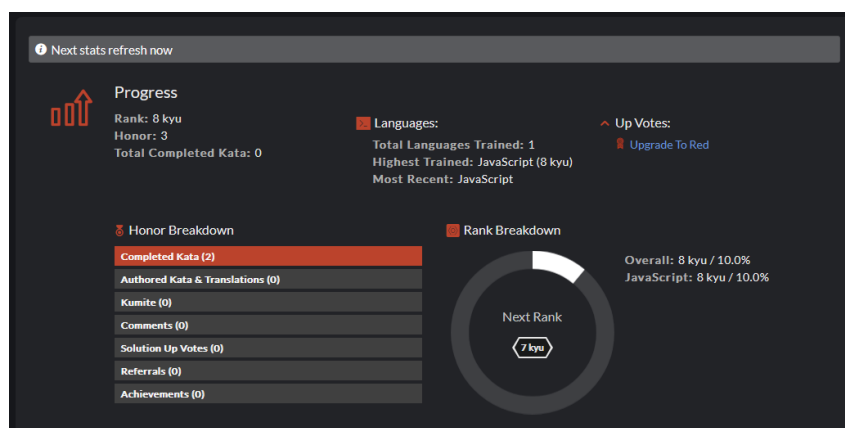 Next stats refresh now
Progress
Rank: 8 kyu
Honor: 3
Total Completed Kata: 0
Languages:
Total Languages Trained: 1
Highest Trained: JavaScript (8 kyu)
Most Recent: JavaScript
Up Votes:
Upgrade To Red
Honor Breakdown
Completed Kata (2)
Authored Kata & Translations (0)
Kumite (0)
Comments (0)
Solution Up Votes (0)
Referrals (0)
Achievements (0)
Rank Breakdown
Next Rank
7 kyu
Overall: 8 kyu / 10.0%
JavaScript: 8 kyu / 10.0%